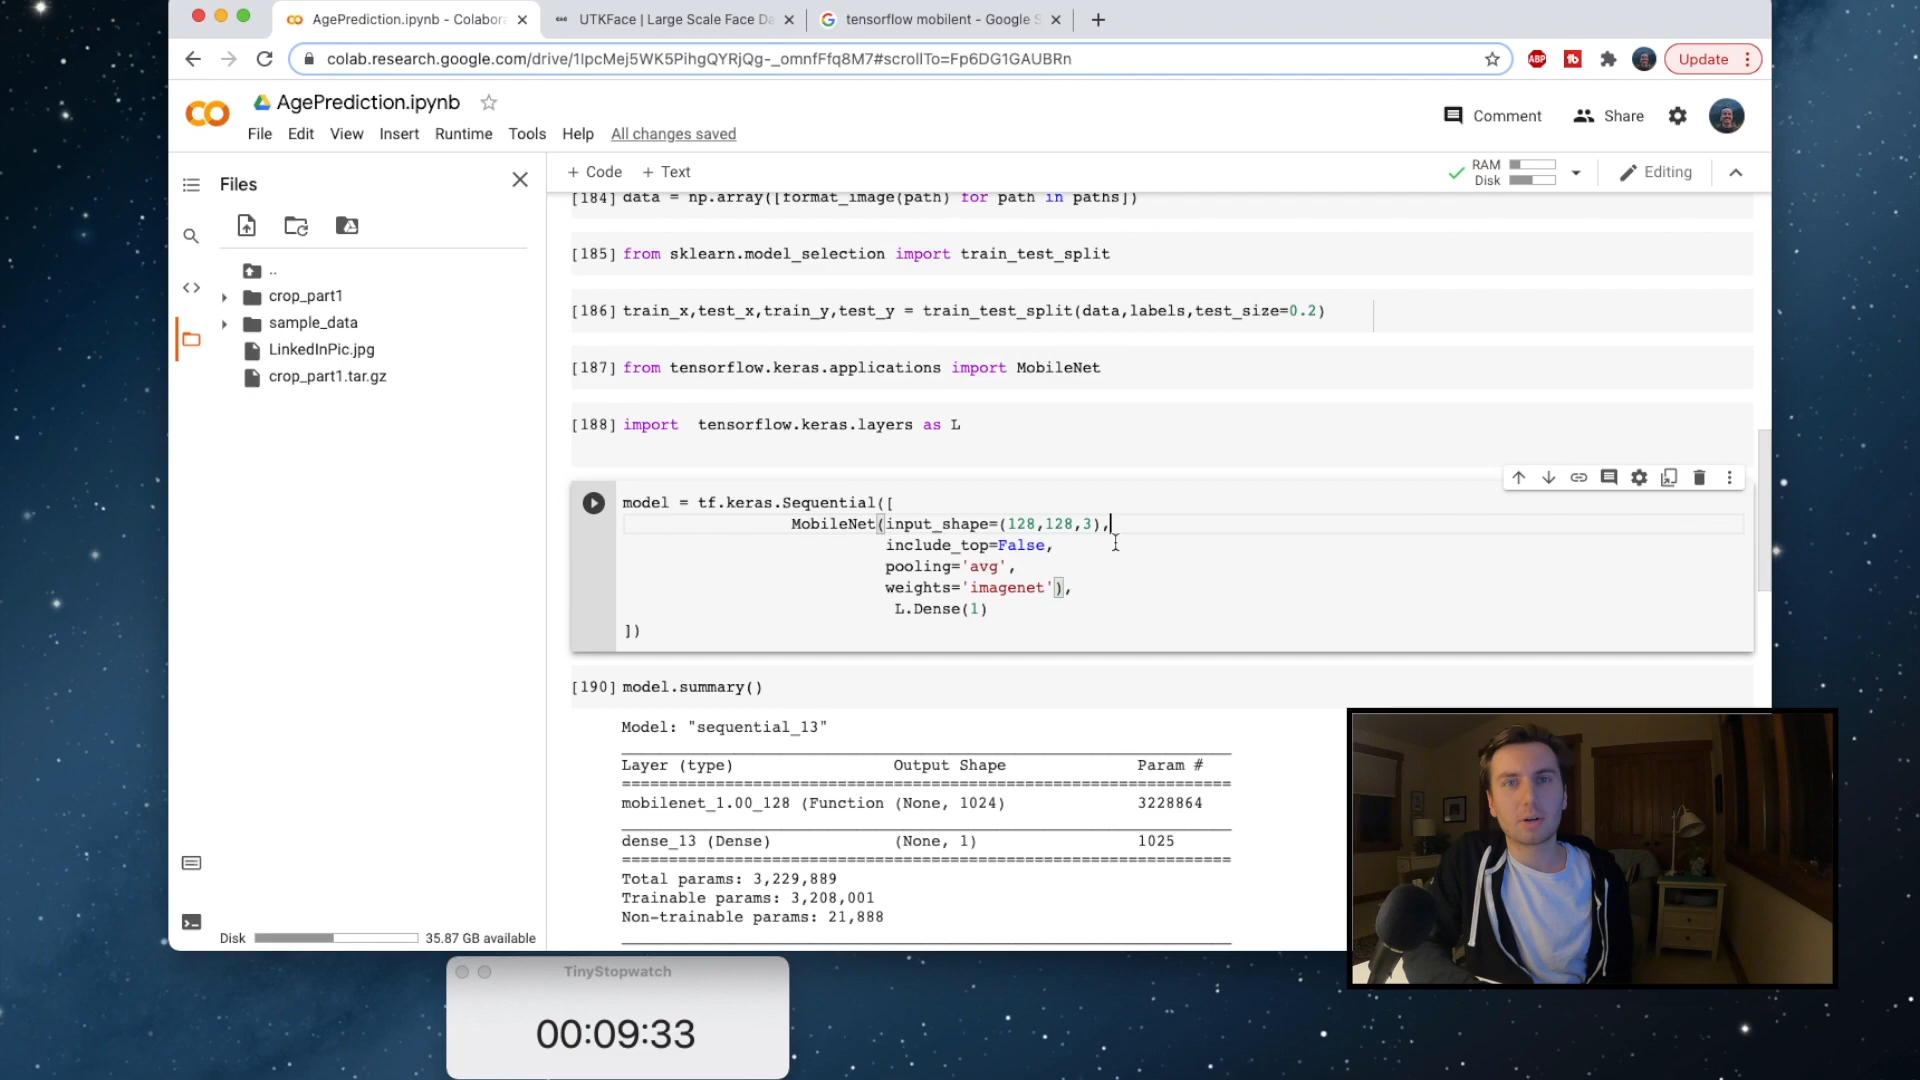 AgePrediction.ipynb - Colabora
UTKFace | Large Scale Face Da
tensorflow mobilent - Google S
colab.research.google.com/drive/1lpcMej5WK5PihgQYRjQg-_omnfFfq8M7#scrollTo=Fp6DG1GAUBRn
ABP
Update
AgePrediction.ipynb
File Edit View Insert Runtime Tools Help All changes saved
Comment
Share
+ Code + Text
RAM
Disk
Editing
Files
..
crop_part1
sample_data
LinkedInPic.jpg
crop_part1.tar.gz
Disk 35.87 GB available
[184] data = np.array([format_image(path) for path in paths])
[185] from sklearn.model_selection import train_test_split
[186] train_x,test_x,train_y,test_y = train_test_split(data,labels,test_size=0.2)
[187] from tensorflow.keras.applications import MobileNet
[188] import tensorflow.keras.layers as L
model = tf.keras.Sequential([
MobileNet(input_shape=(128,128,3),
include_top=False,
pooling='avg',
weights='imagenet'),
L.Dense(1)
])
[190] model.summary()
Model: "sequential_13"
Layer (type) Output Shape Param #
mobilenet_1.00_128 (Function (None, 1024) 3228864
dense_13 (Dense) (None, 1) 1025
Total params: 3,229,889
Trainable params: 3,208,001
Non-trainable params: 21,888
TinyStopwatch
00:09:33